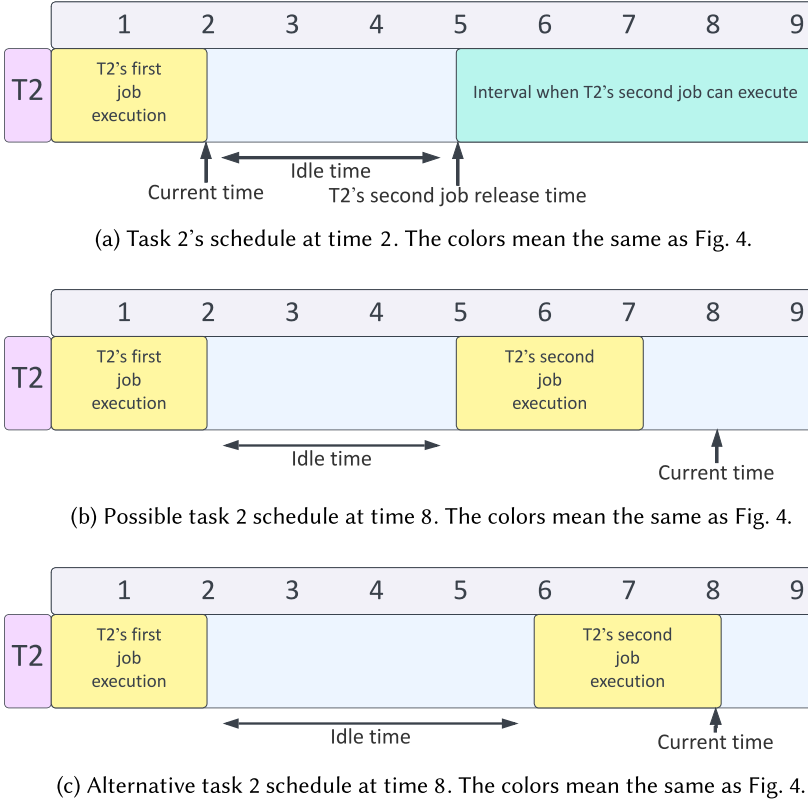 1 2 3 4 5 6 7 8 9
T2
T2's first
job
execution
Interval when T2's second job can execute
Idle time
Current time
T2's second job release time
(a) Task 2's schedule at time 2. The colors mean the same as Fig. 4.
1 2 3 4 5 6 7 8 9
T2
T2's first
job
execution
T2's second
job
execution
Idle time
Current time
(b) Possible task 2 schedule at time 8. The colors mean the same as Fig. 4.
1 2 3 4 5 6 7 8 9
T2
T2's first
job
execution
T2's second
job
execution
Idle time
Current time
(c) Alternative task 2 schedule at time 8. The colors mean the same as Fig. 4.